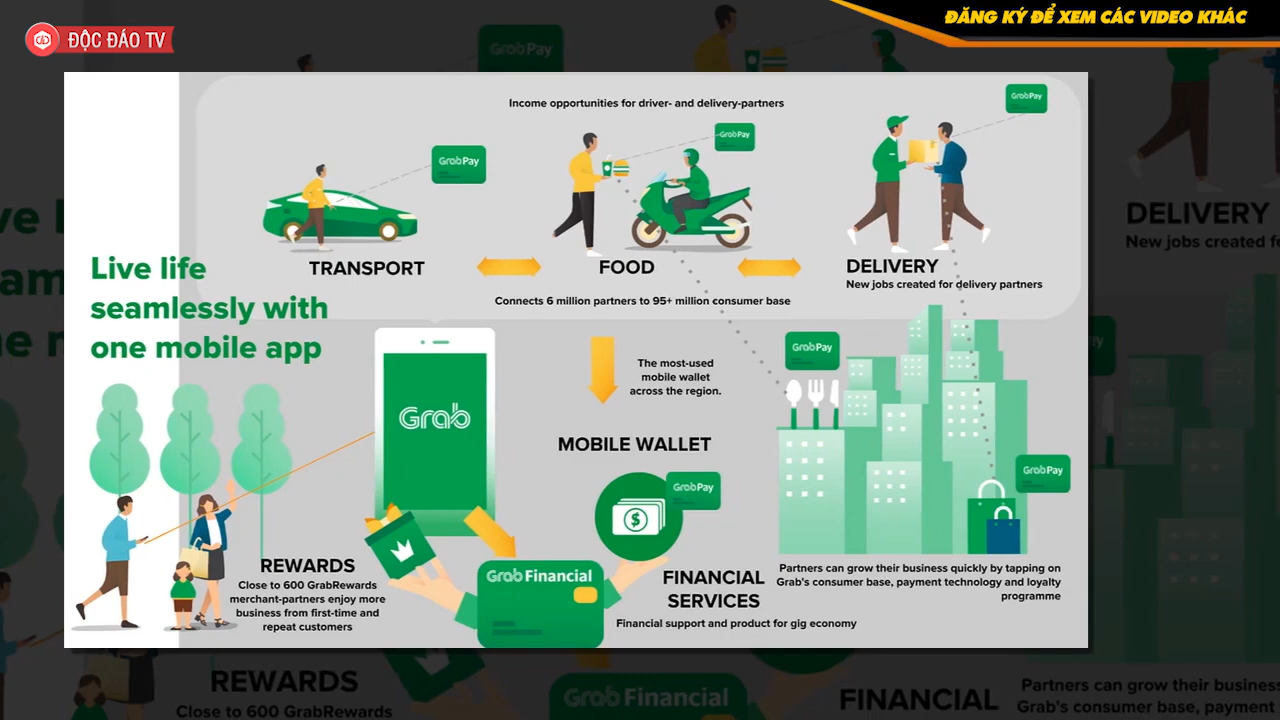 ĐỘC ĐÁO TV
ĐĂNG KÝ ĐỂ XEM CÁC VIDEO KHÁC
Income opportunities for driver- and delivery-partners
GrabPay
GrabPay
GrabPay
TRANSPORT
FOOD
DELIVERY
New jobs created for delivery partners
Connects 6 million partners to 95+ million consumer base
Live life
seamlessly with
one mobile app
Grab
The most-used
mobile wallet
across the region.
GrabPay
MOBILE WALLET
GrabPay
GrabPay
REWARDS
Close to 600 GrabRewards
merchant-partners enjoy more
business from first-time and
repeat customers
Grab Financial
FINANCIAL
SERVICES
Financial support and product for gig economy
Partners can grow their business quickly by tapping on
Grab's consumer base, payment technology and loyalty
programme
GrabPay
DELIVERY
New jobs created f
REWARDS
Close to 600 GrabRewards
Grab Financial
FINANCIAL
Partners can grow their business
Grab's consumer base, payment